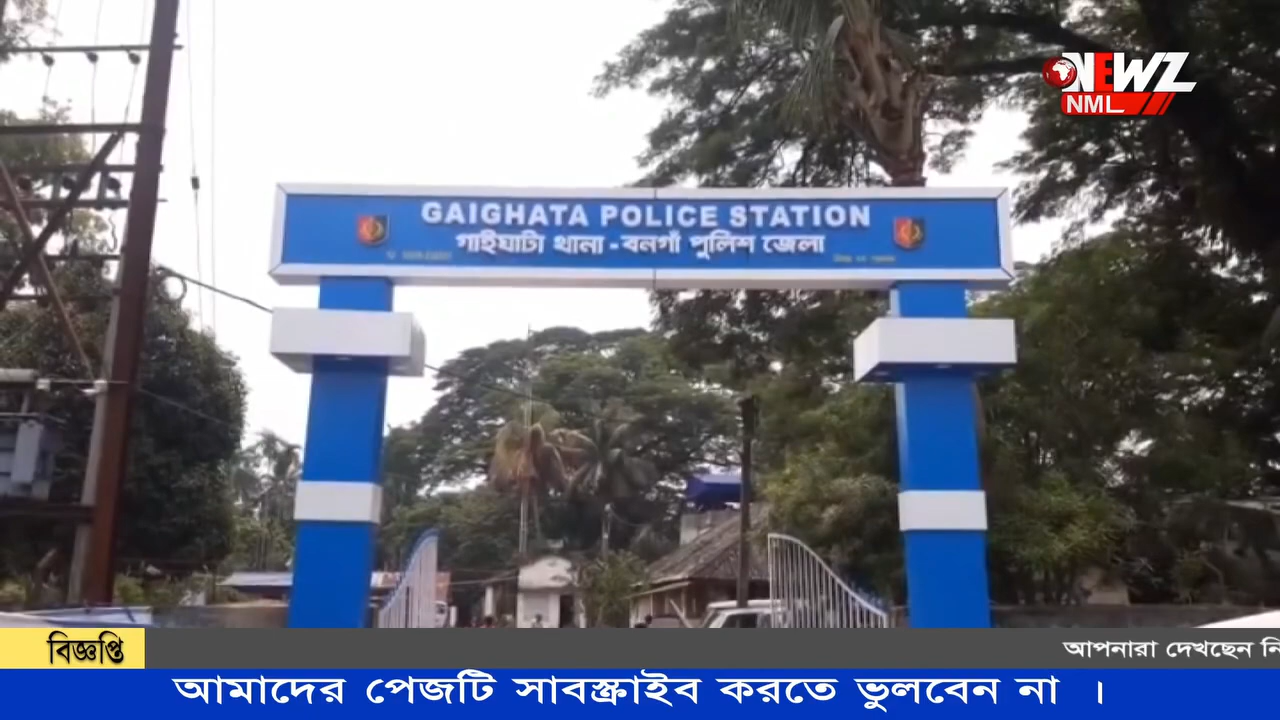 NEWZ
NML
GAIGHATA POLICE STATION
গাইঘাটা থানা - বনগাঁ পুলিশ জেলা
বিজ্ঞপ্তি
আপনারা দেখছেন নি
আমাদের পেজটি সাবস্ক্রাইব করতে ভুলবেন না ।